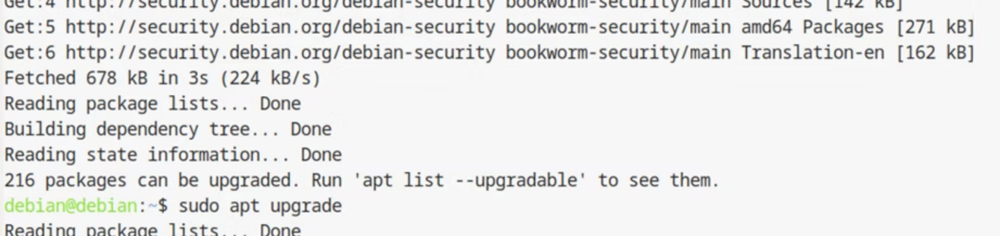 Get:4 http://security.debian.org/debian-security bookworm-security/main Sources [142 kB]
Get:5 http://security.debian.org/debian-security bookworm-security/main amd64 Packages [271 kB]
Get:6 http://security.debian.org/debian-security bookworm-security/main Translation-en [162 kB]
Fetched 678 kB in 3s (224 kB/s)
Reading package lists... Done
Building dependency tree... Done
Reading state information... Done
216 packages can be upgraded. Run 'apt list --upgradable' to see them.
debian@debian:~$ sudo apt upgrade
Reading package lists... Done